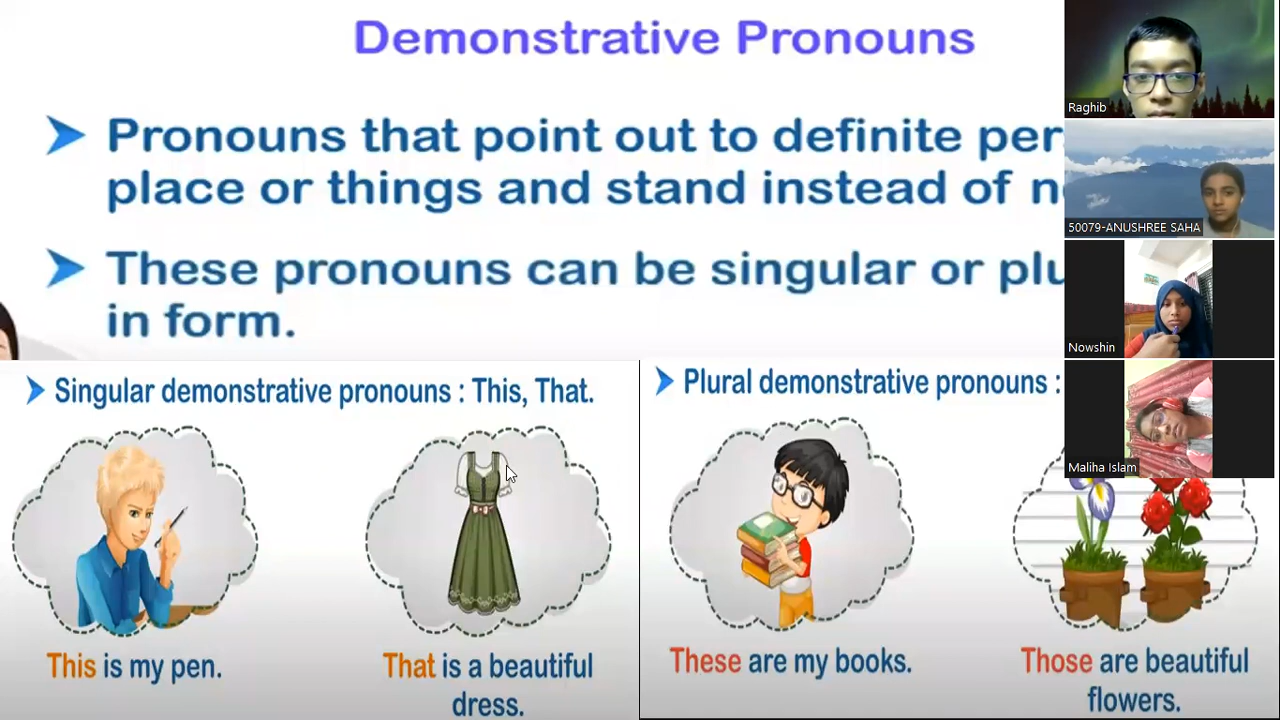 Demonstrative Pronouns
Pronouns that point out to definite
place or things and stand instead of
These pronouns can be singular or
in form.
Singular demonstrative pronouns : This, That.
Plural demonstrative pronouns :
This is my pen.
That is a beautiful
dress.
These are my books.
Those are beautiful
flowers.
Raghib
50079-ANUSHREE SAHA
Nowshin
Maliha Islam